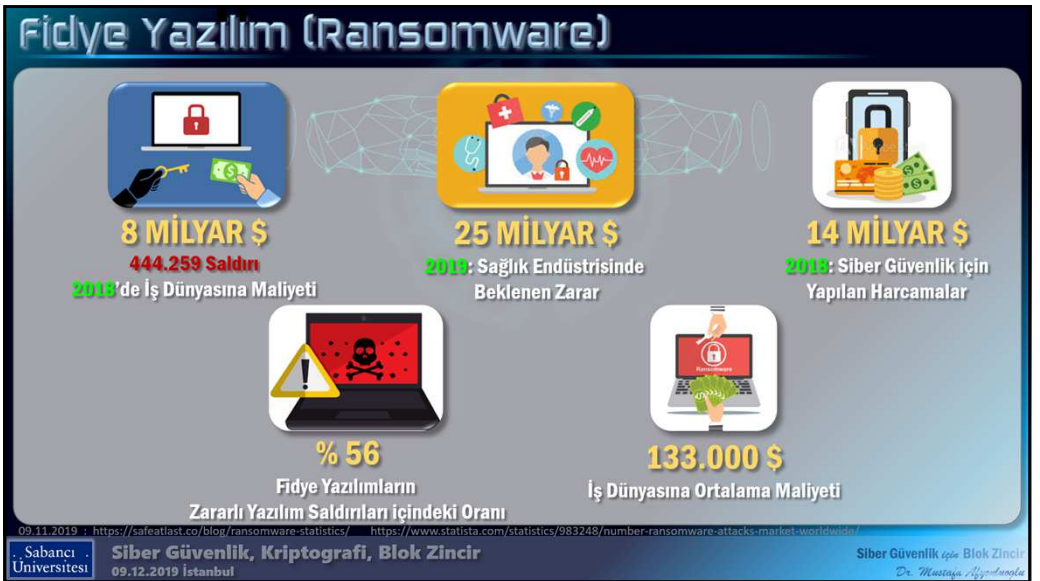 Fidye Yazılım (Ransomware)
8 MİLYAR $
444.259 Saldırı
2018'de İş Dünyasına Maliyeti
25 MİLYAR $
2019: Sağlık Endüstrisinde
Beklenen Zarar
14 MİLYAR $
2018: Siber Güvenlik için
Yapılan Harcamalar
% 56
Fidye Yazılımların
Zararlı Yazılım Saldırıları içindeki Oranı
Ransomware
133.000 $
İş Dünyasına Ortalama Maliyeti
09.11.2019 : https://safeatlast.co/blog/ransomware-statistics/ https://www.statista.com/statistics/983248/number-ransomware-attacks-market-worldwide/
Sabancı
Üniversitesi
Siber Güvenlik, Kriptografi, Blok Zincir
09.12.2019 İstanbul
Siber Güvenlik için Blok Zincir
Dr. Mustafa